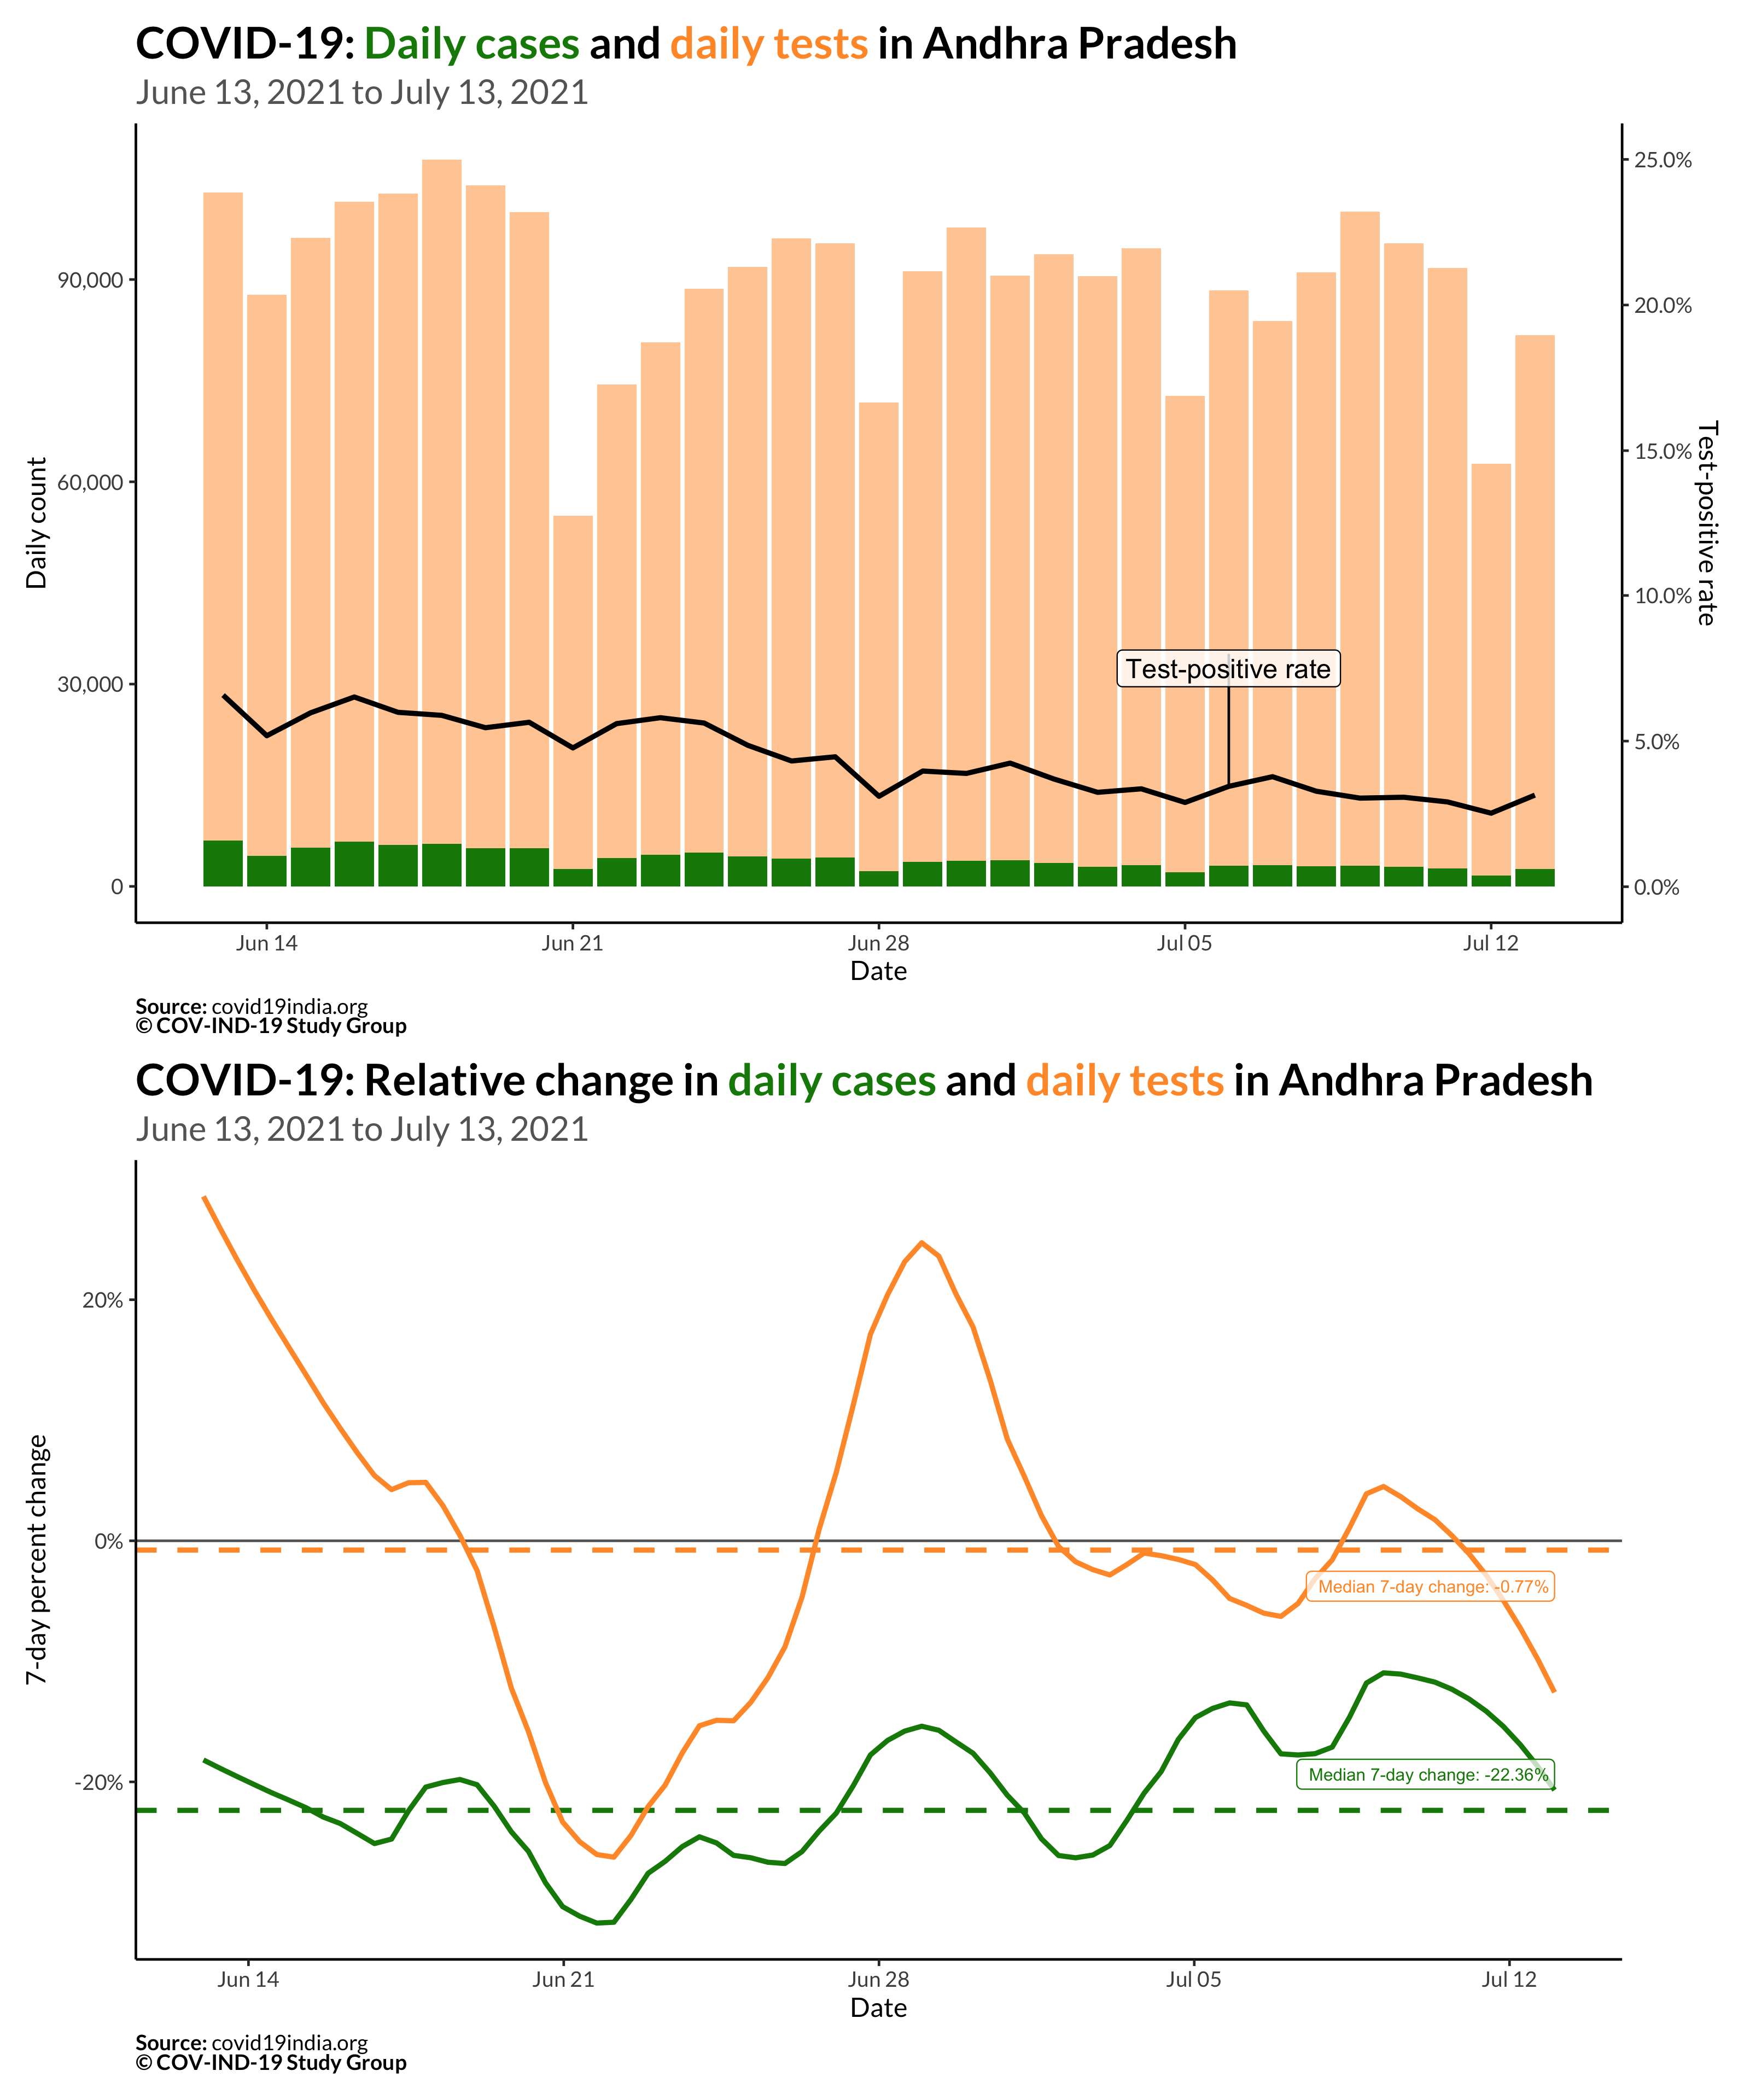 COVID-19: Daily cases and daily tests in Andhra Pradesh
June 13, 2021 to July 13, 2021
Daily count
90,000
60,000
30,000
0
25.0%
20.0%
15.0%
10.0%
5.0%
0.0%
Test-positive rate
Test-positive rate
Jun 14
Jun 21
Jun 28
Jul 05
Jul 12
Date
Source: covid19india.org
© COV-IND-19 Study Group
COVID-19: Relative change in daily cases and daily tests in Andhra Pradesh
June 13, 2021 to July 13, 2021
7-day percent change
20%
0%
-20%
Median 7-day change: -0.77%
Median 7-day change: -22.36%
Jun 14
Jun 21
Jun 28
Jul 05
Jul 12
Date
Source: covid19india.org
© COV-IND-19 Study Group